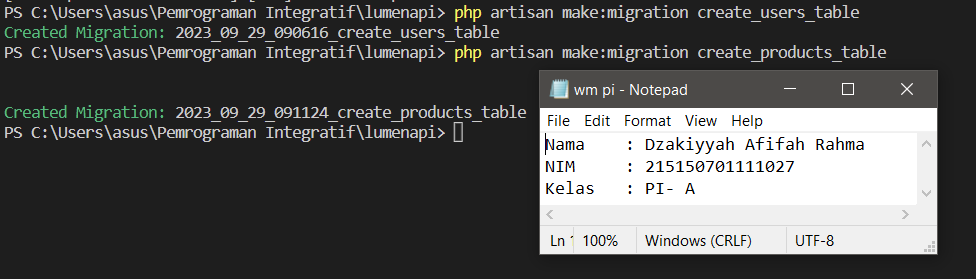 PS C:\Users\asus\Pemrograman Integratif\lumenapi> php artisan make:migration create_users_table
Created Migration: 2023_09_29_090616_create_users_table
PS C:\Users\asus\Pemrograman Integratif\lumenapi> php artisan make:migration create_products_table
Created Migration: 2023_09_29_091124_create_products_table
PS C:\Users\asus\Pemrograman Integratif\lumenapi>
wm pi - Notepad
File Edit Format View Help
Nama : Dzakiyyah Afifah Rahma
NIM : 215150701111027
Kelas : PI- A
Ln 100% Windows (CRLF) UTF-8